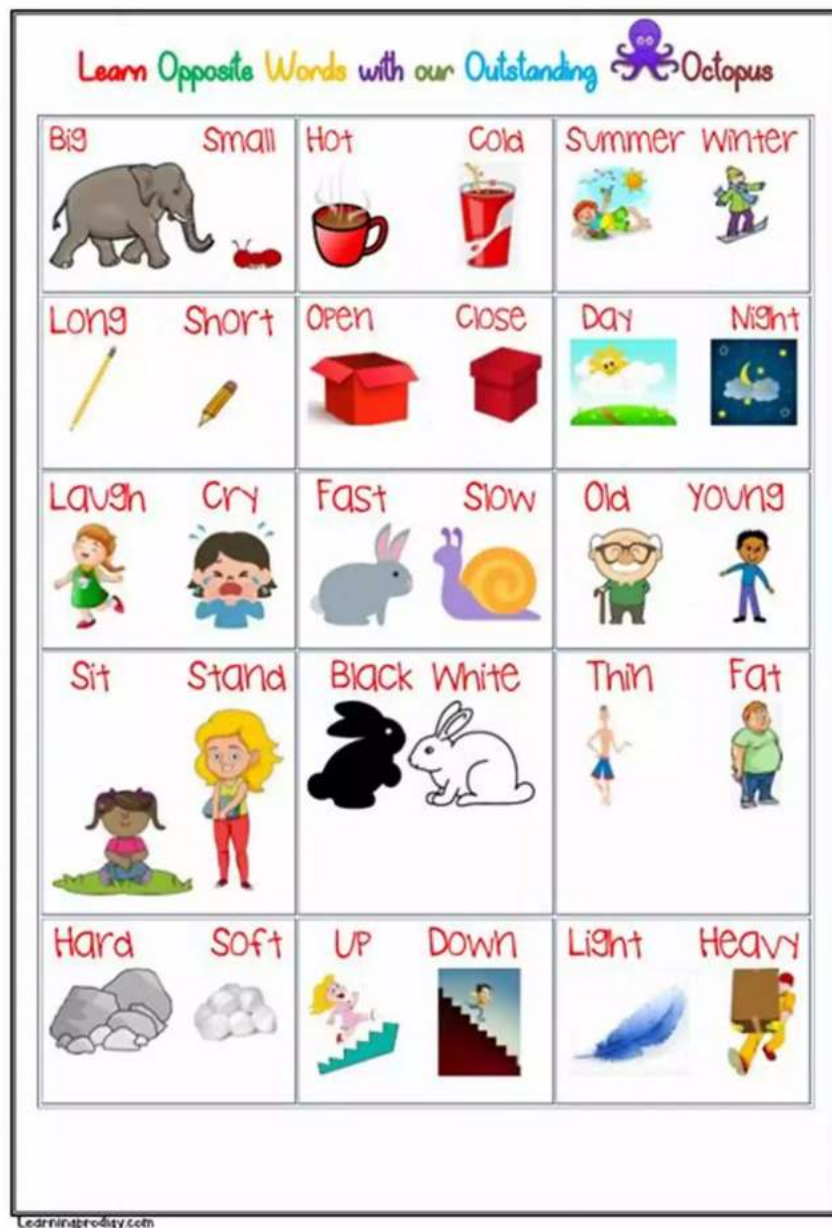 Learn Opposite Words with our Outstanding Octopus
Big Small
Hot Cold
Summer Winter
Long Short
Open Close
Day Night
Laugh Cry
Fast Slow
Old Young
Sit Stand
Black White
Thin Fat
Hard Soft
Up Down
Light Heavy
Learningprodigy.com